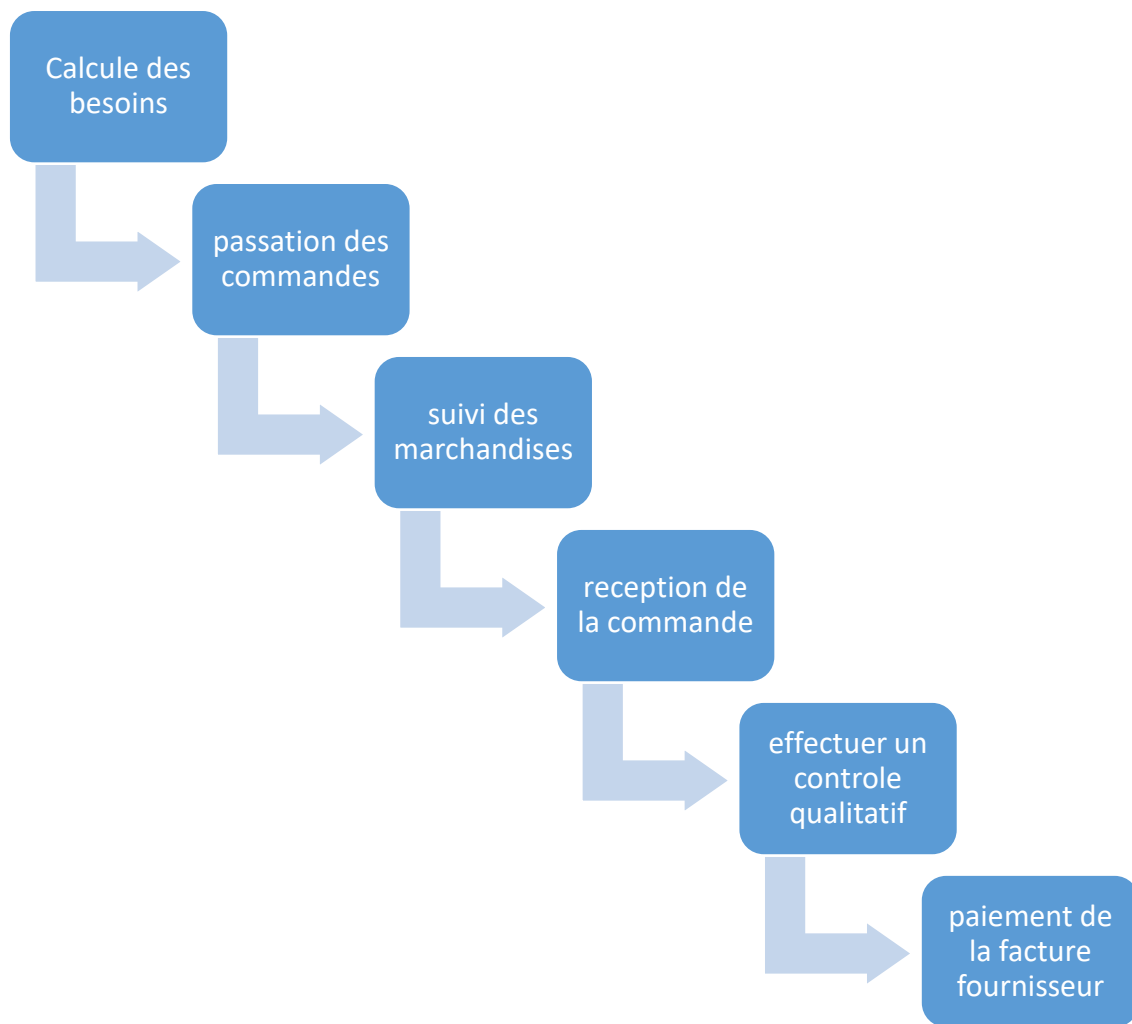 Calcule des
besoins
passation des
commandes
suivi des
marchandises
reception de
la commande
effectuer un
controle
qualitatif
paiement de
la facture
fournisseur